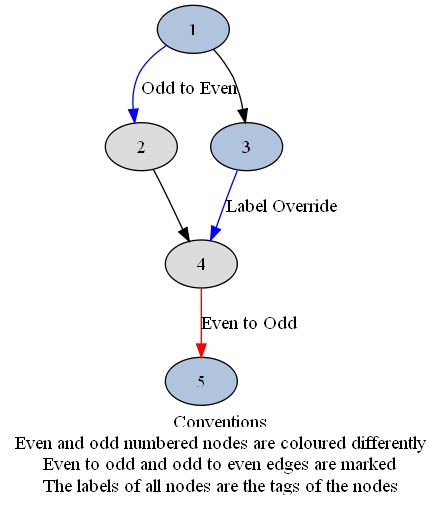 1
Odd to Even
2
3
Label Override
4
Even to Odd
5
Conventions
Even and odd numbered nodes are coloured differently
Even to odd and odd to even edges are marked
The labels of all nodes are the tags of the nodes